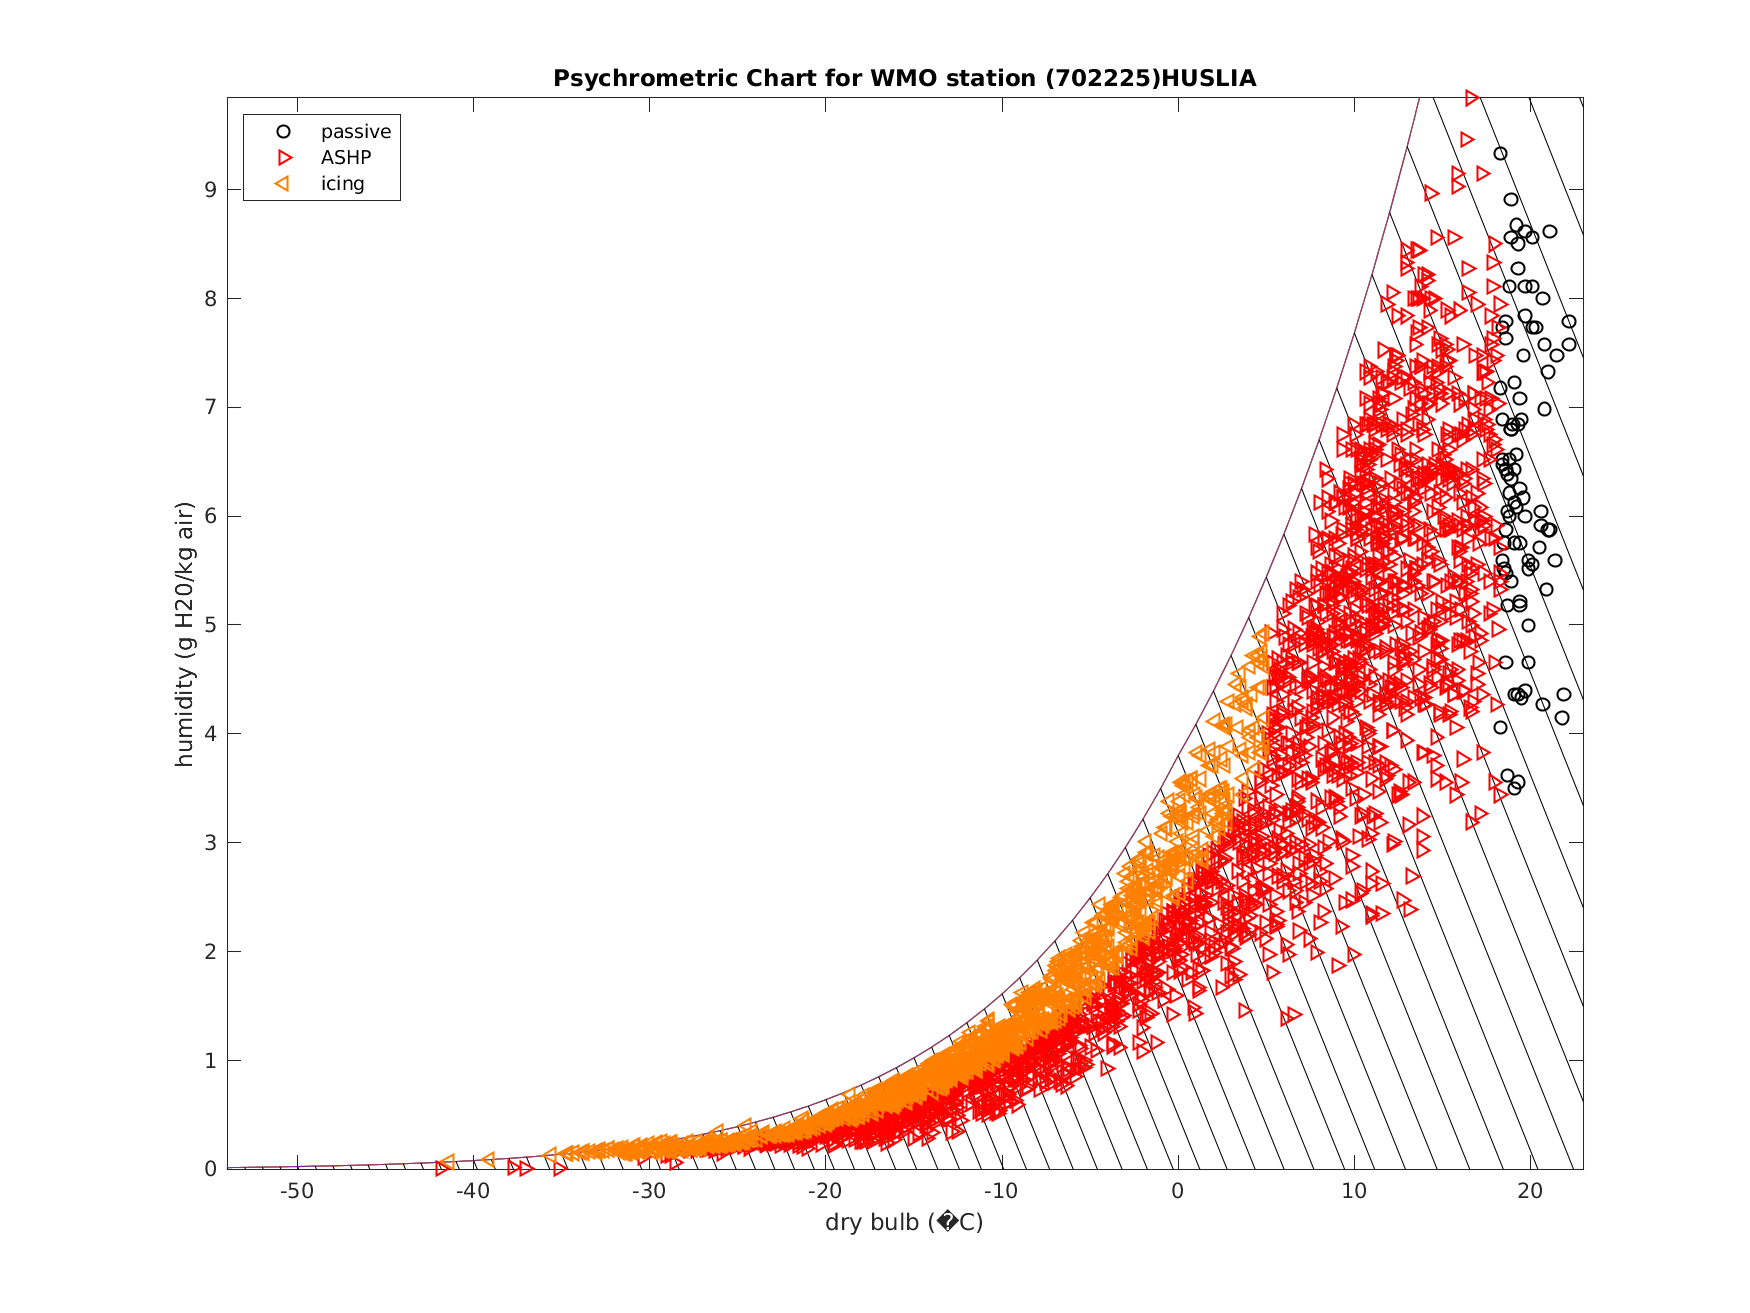 Psychrometric Chart for WMO station (702225)HUSLIA
passive
ASHP
icing
9
8
7
6
5
4
3
2
1
0
humidity (g H20/kg air)
-50 -40 -30 -20 -10 0 10 20
dry bulb (�C)